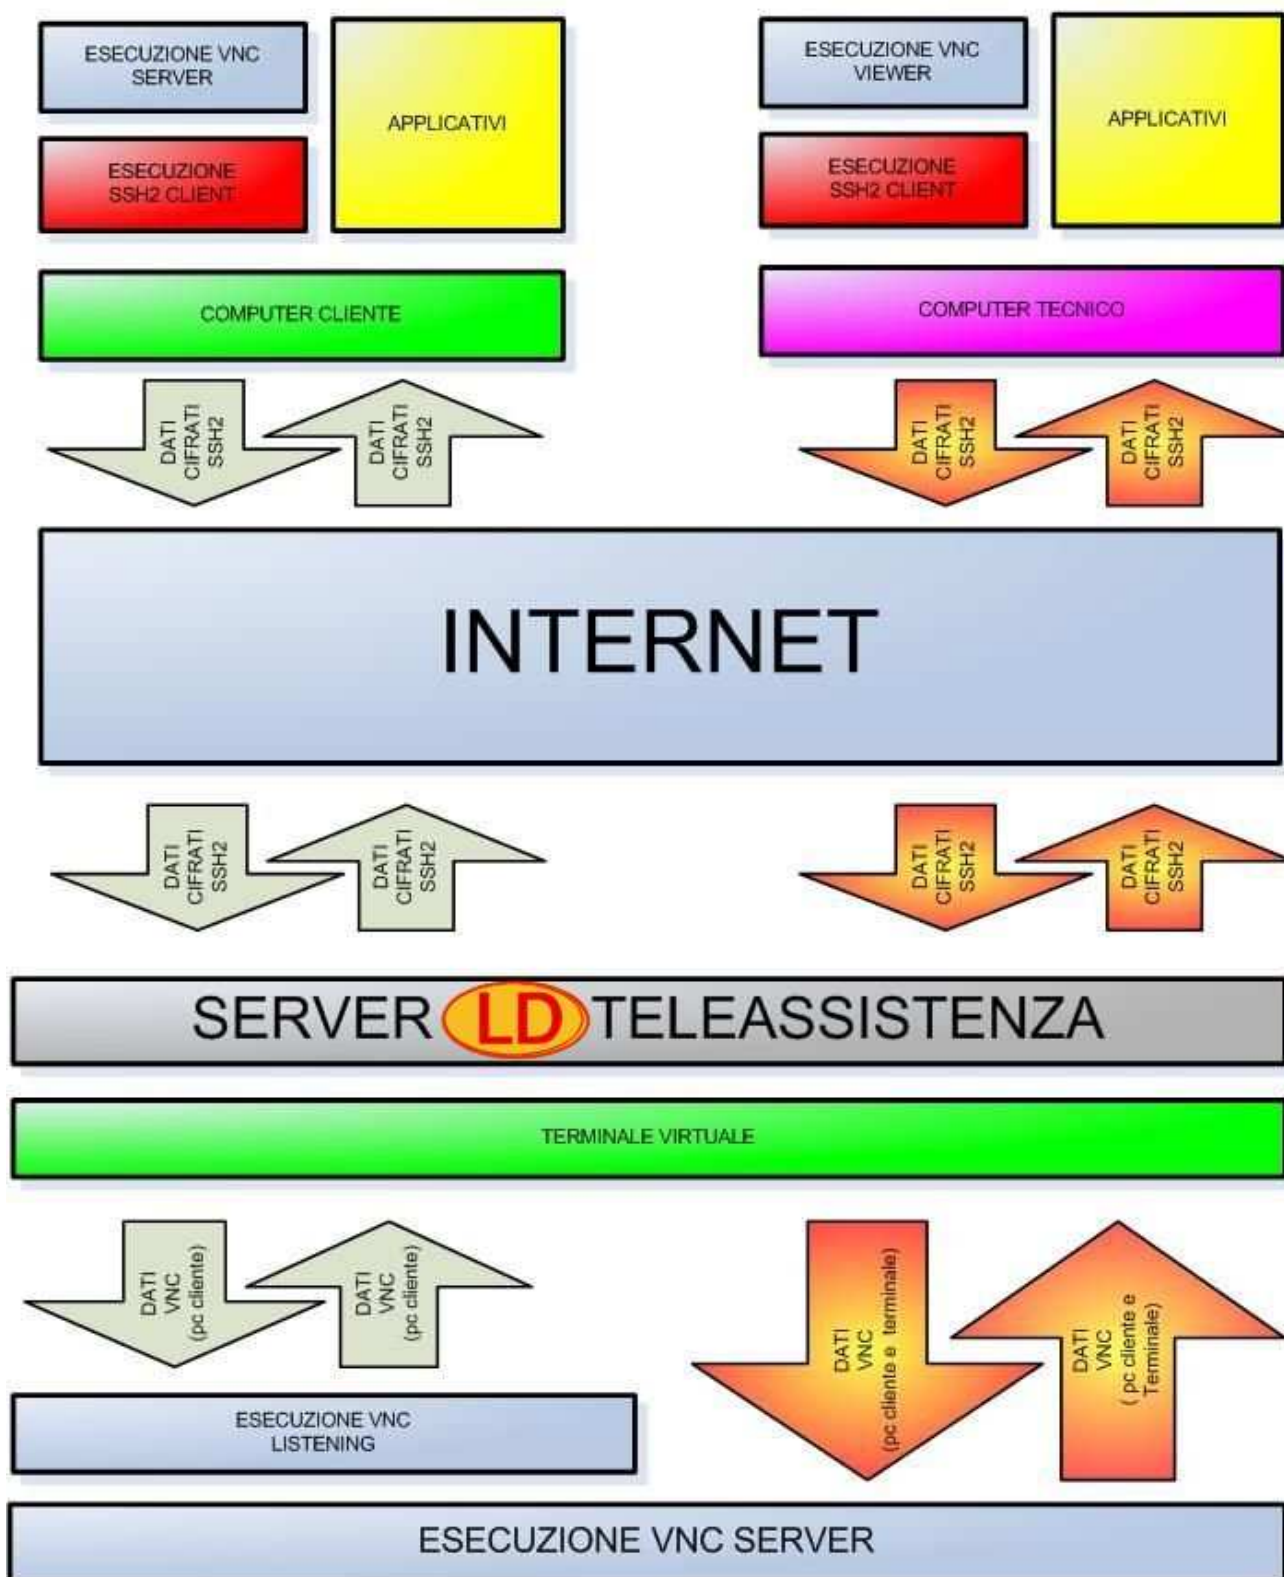 ESECUZIONE VNC
SERVER
APPLICATIVI
ESECUZIONE
SSH2 CLIENT
COMPUTER CLIENTE
ESECUZIONE VNC
VIEWER
APPLICATIVI
ESECUZIONE
SSH2 CLIENT
COMPUTER TECNICO
DATI
CIFRATI
SSH2
DATI
CIFRATI
SSH2
DATI
CIFRATI
SSH2
DATI
CIFRATI
SSH2
INTERNET
DATI
CIFRATI
SSH2
DATI
CIFRATI
SSH2
DATI
CIFRATI
SSH2
DATI
CIFRATI
SSH2
SERVER LD TELEASSISTENZA
TERMINALE VIRTUALE
DATI
VNC
(pc cliente)
DATI
VNC
(pc cliente)
DATI
VNC
(pc cliente e terminale)
DATI
VNC
( pc cliente e
Terminale)
ESECUZIONE VNC
LISTENING
ESECUZIONE VNC SERVER